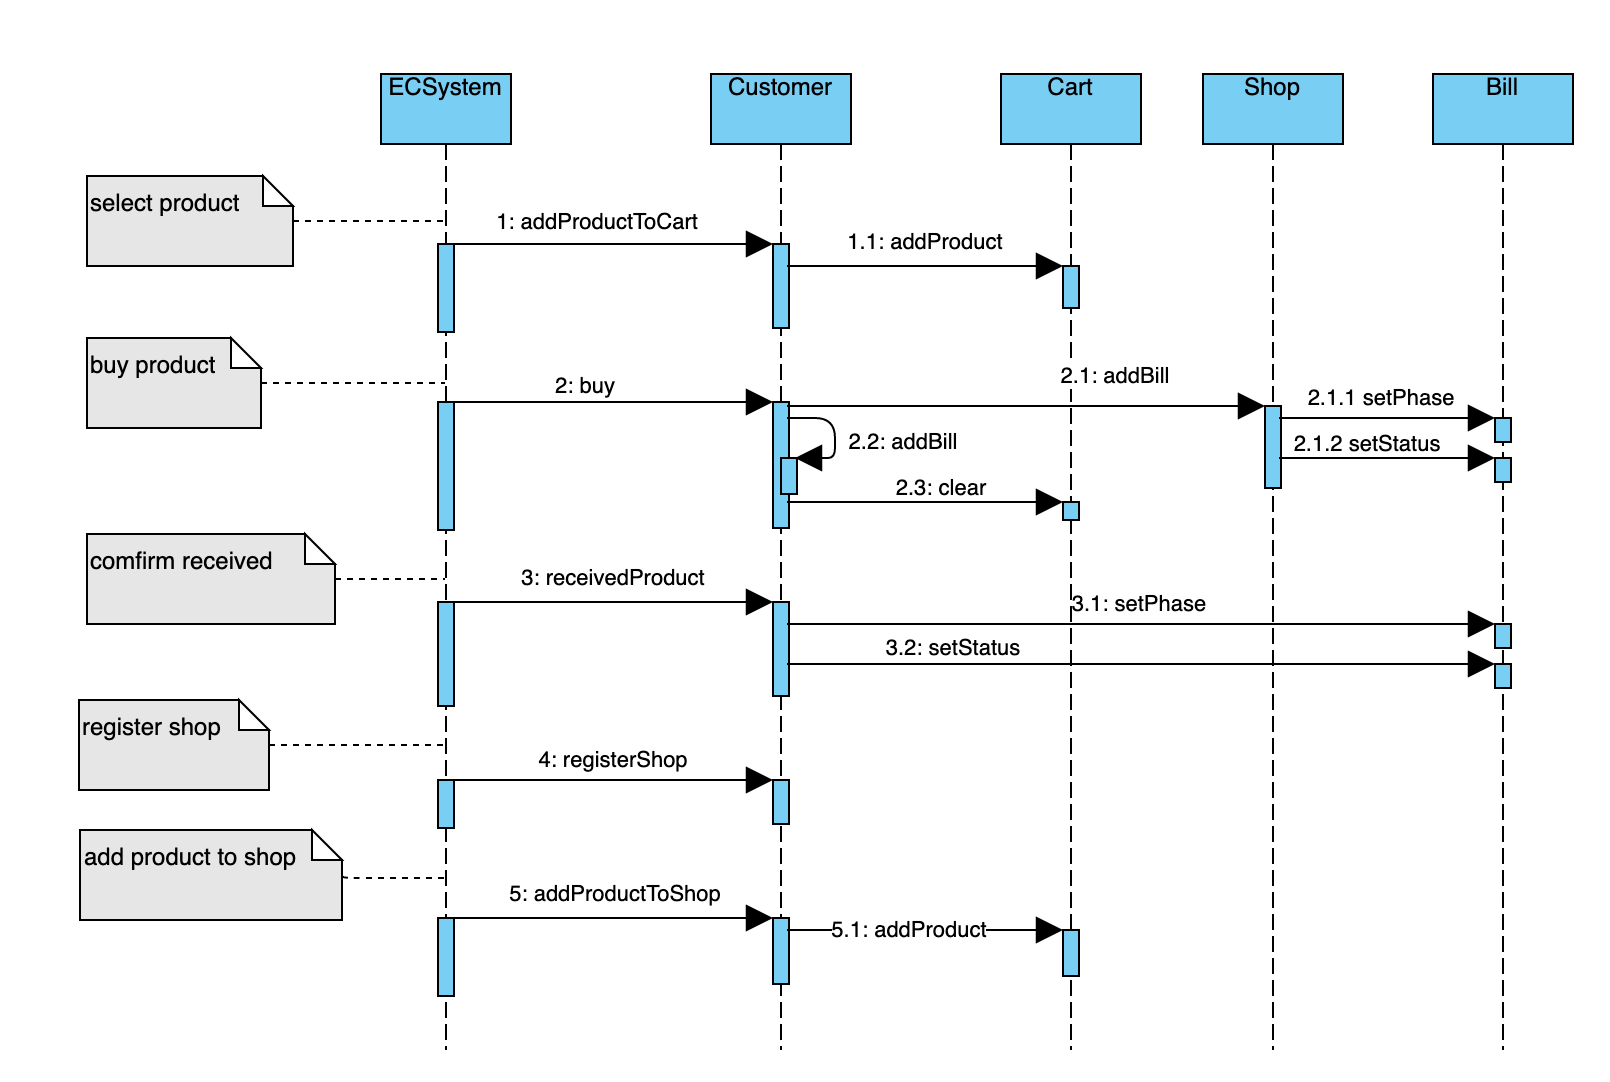 ECSystem
Customer
Cart
Shop
Bill
select product
1: addProductToCart
1.1: addProduct
buy product
2: buy
2.1: addBill
2.1.1 setPhase
2.2: addBill
2.1.2 setStatus
2.3: clear
comfirm received
3: receivedProduct
3.1: setPhase
3.2: setStatus
register shop
4: registerShop
add product to shop
5: addProductToShop
5.1: addProduct